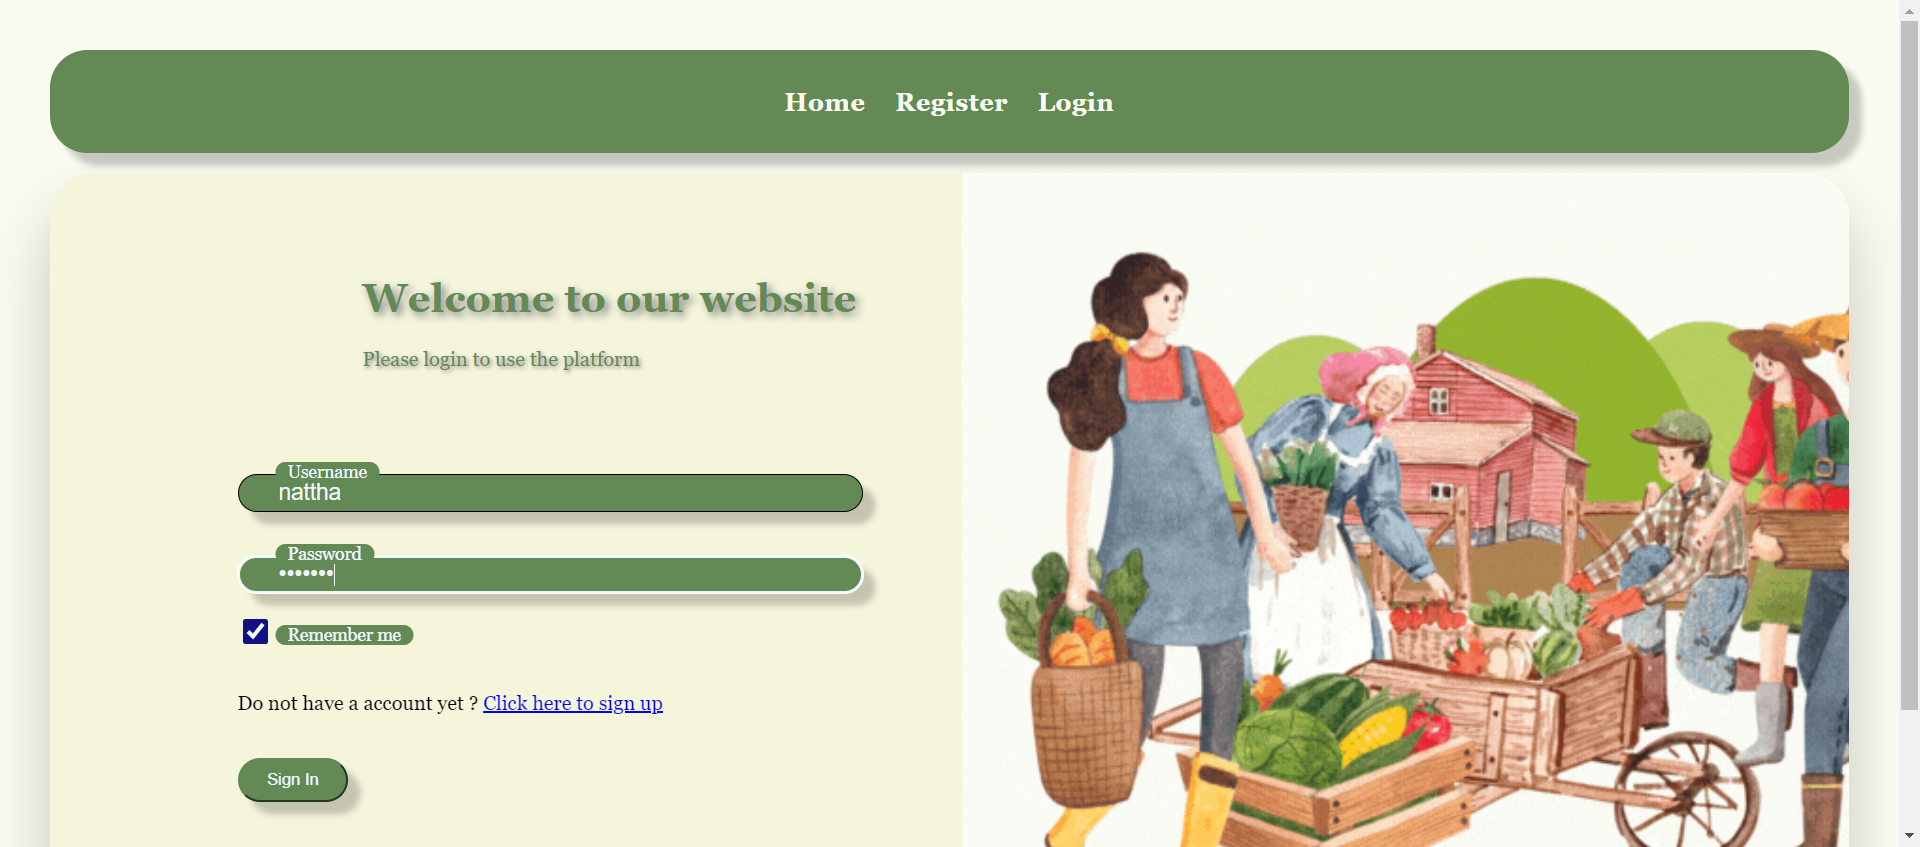 Home Register Login
Welcome to our website
Please login to use the platform
Username
nattha
Password
•••••••
Remember me
Do not have a account yet ? Click here to sign up
Sign In